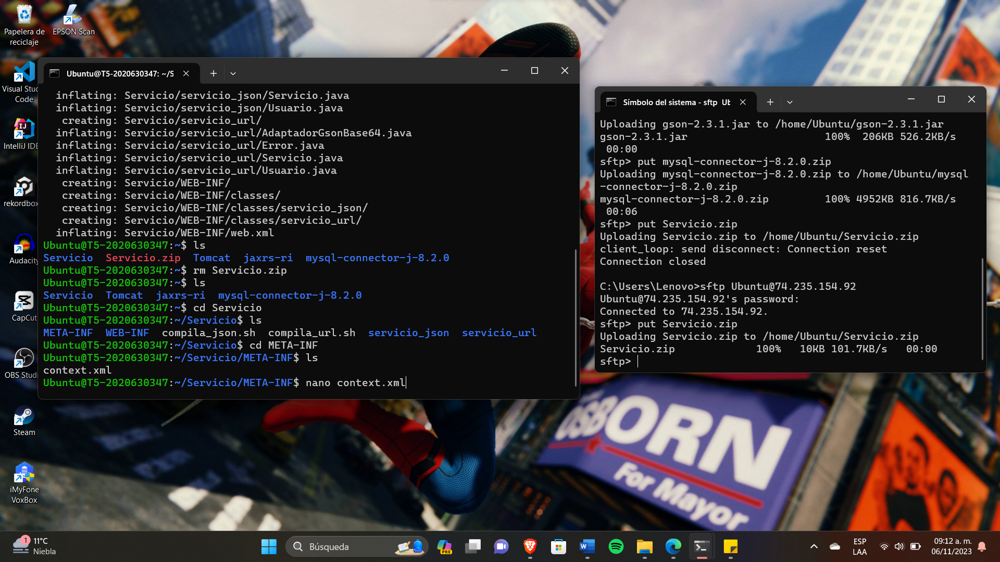 Papelera de
reciclaje
EPSON Scan
Visual Stud
Code
IntelliJ IDE
rekordbox
Audacity
CapCut
OBS Studi
Steam
iMyFone
VoxBox
Ubuntu@T5-2020630347: ~/S
inflating: Servicio/servicio_json/Servicio.java
inflating: Servicio/servicio_json/Usuario.java
creating: Servicio/servicio_url/
inflating: Servicio/servicio_url/AdaptadorGsonBase64.java
inflating: Servicio/servicio_url/Error.java
inflating: Servicio/servicio_url/Servicio.java
inflating: Servicio/servicio_url/Usuario.java
creating: Servicio/WEB-INF/
creating: Servicio/WEB-INF/classes/
creating: Servicio/WEB-INF/classes/servicio_json/
creating: Servicio/WEB-INF/classes/servicio_url/
inflating: Servicio/WEB-INF/web.xml
Ubuntu@T5-2020630347:~$ ls
Servicio  Servicio.zip  Tomcat  jaxrs-ri  mysql-connector-j-8.2.0
Ubuntu@T5-2020630347:~$ rm Servicio.zip
Ubuntu@T5-2020630347:~$ ls
Servicio  Tomcat  jaxrs-ri  mysql-connector-j-8.2.0
Ubuntu@T5-2020630347:~$ cd Servicio
Ubuntu@T5-2020630347:~/Servicio$ ls
META-INF  WEB-INF  compila_json.sh  compila_url.sh  servicio_json  servicio_url
Ubuntu@T5-2020630347:~/Servicio$ cd META-INF
Ubuntu@T5-2020630347:~/Servicio/META-INF$ ls
context.xml
Ubuntu@T5-2020630347:~/Servicio/META-INF$ nano context.xml
Símbolo del sistema - sftp  Ub
Uploading gson-2.3.1.jar to /home/Ubuntu/gson-2.3.1.jar
gson-2.3.1.jar 100%  206KB 526.2KB/s
00:00
sftp> put mysql-connector-j-8.2.0.zip
Uploading mysql-connector-j-8.2.0.zip to /home/Ubuntu/mysql
-connector-j-8.2.0.zip
mysql-connector-j-8.2.0.zip 100% 4952KB 816.7KB/s
00:06
sftp> put Servicio.zip
Uploading Servicio.zip to /home/Ubuntu/Servicio.zip
client_loop: send disconnect: Connection reset
Connection closed
C:\Users\Lenovo>sftp Ubuntu@74.235.154.92
Ubuntu@74.235.154.92's password:
Connected to 74.235.154.92.
sftp> put Servicio.zip
Uploading Servicio.zip to /home/Ubuntu/Servicio.zip
Servicio.zip 100%   10KB 101.7KB/s   00:00
sftp>
OSBORN
For Mayor
1
11°C
Niebla
Búsqueda
PRE
ESP
LAA
09:12 a. m.
06/11/2023